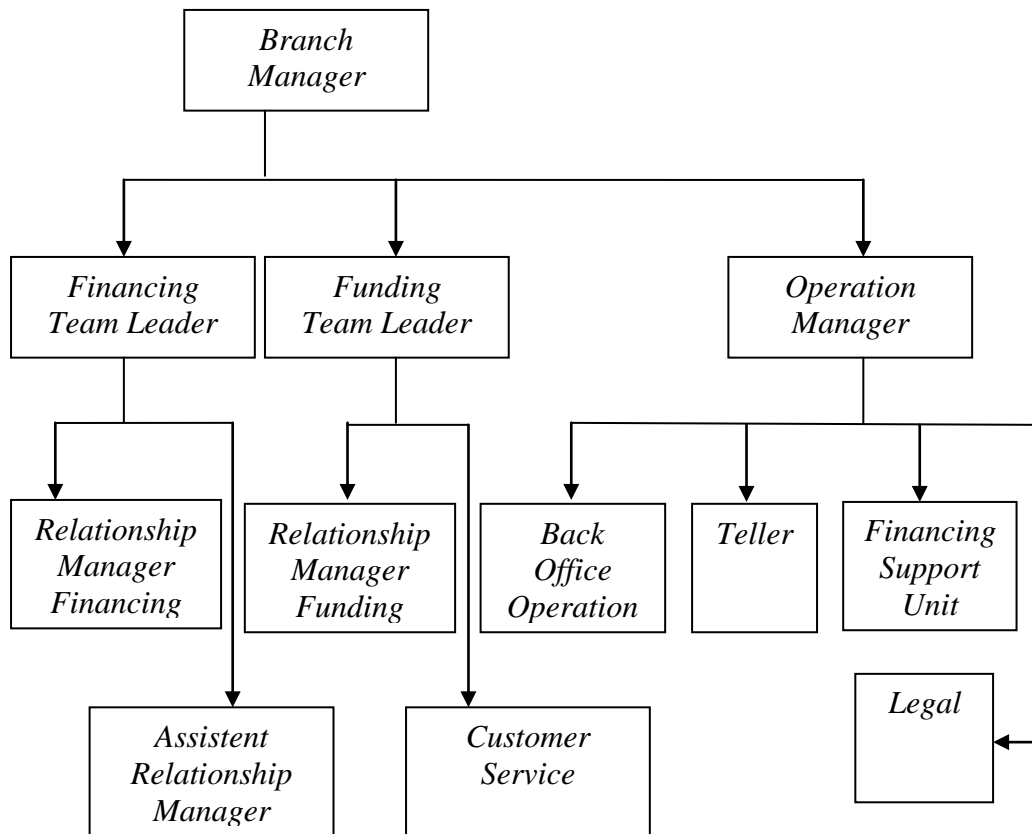 Branch
Manager
Financing
Team Leader
Funding
Team Leader
Operation
Manager
Relationship
Manager
Financing
Relationship
Manager
Funding
Back
Office
Operation
Teller
Financing
Support
Unit
Assistent
Relationship
Manager
Customer
Service
Legal